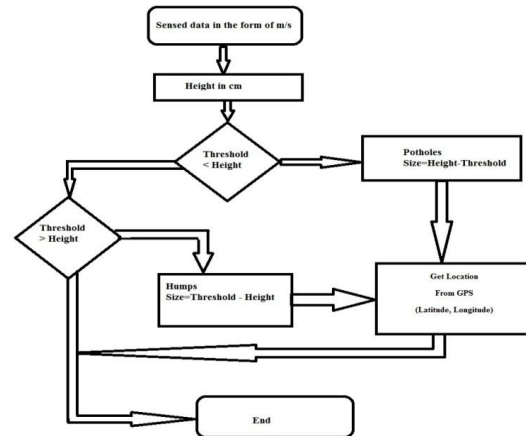 Sensed data in the form of m/s
Height in cm
Threshold
< Height
Potholes
Size=Height-Threshold
Threshold
> Height
Humps
Size=Threshold - Height
Get Location
From GPS
(Latitude, Longitude)
End